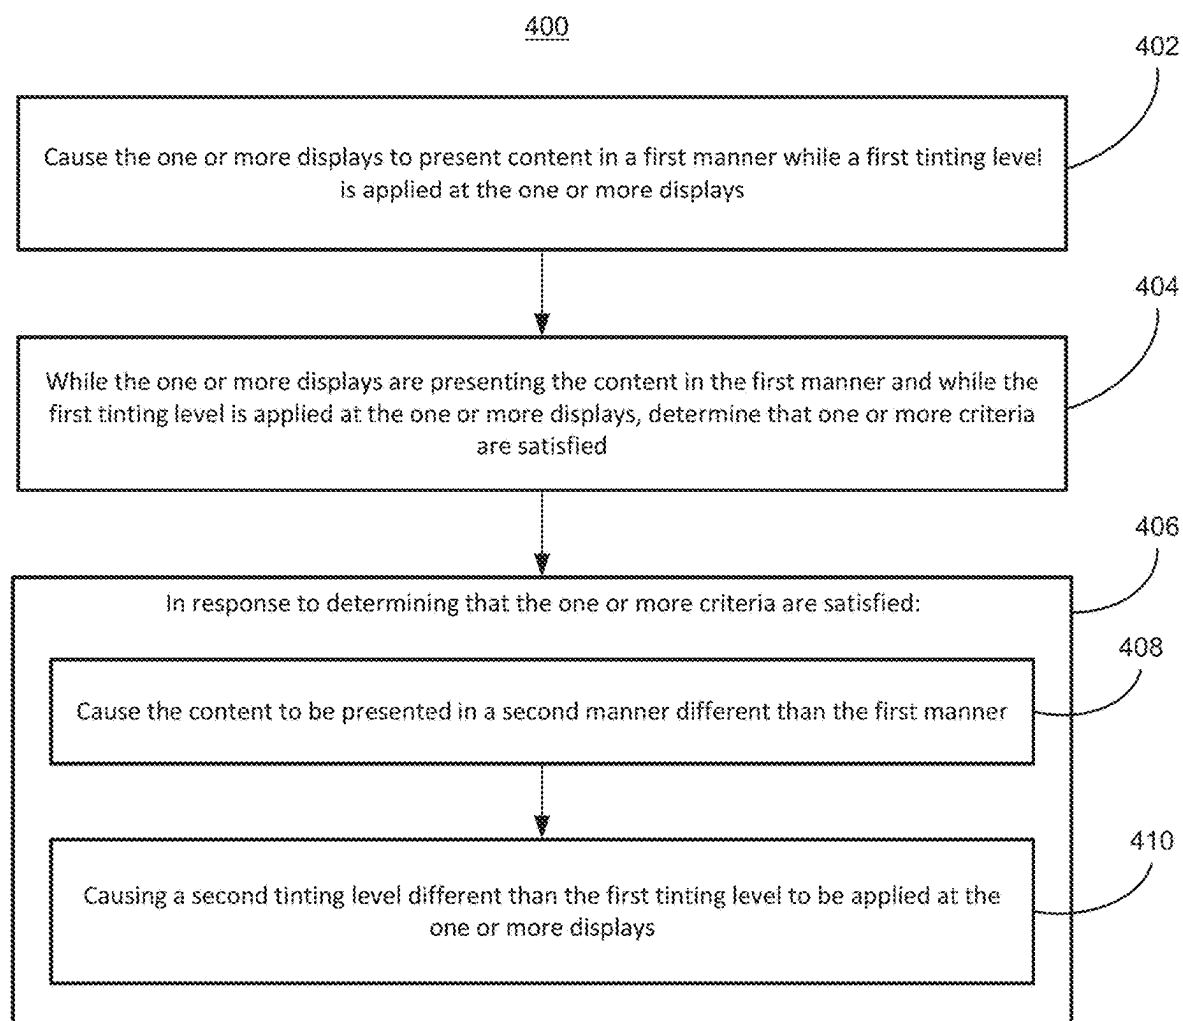 400
402
Cause the one or more displays to present content in a first manner while a first tinting level
is applied at the one or more displays
404
While the one or more displays are presenting the content in the first manner and while the
first tinting level is applied at the one or more displays, determine that one or more criteria
are satisfied
406
In response to determining that the one or more criteria are satisfied:
408
Cause the content to be presented in a second manner different than the first manner
410
Causing a second tinting level different than the first tinting level to be applied at the
one or more displays